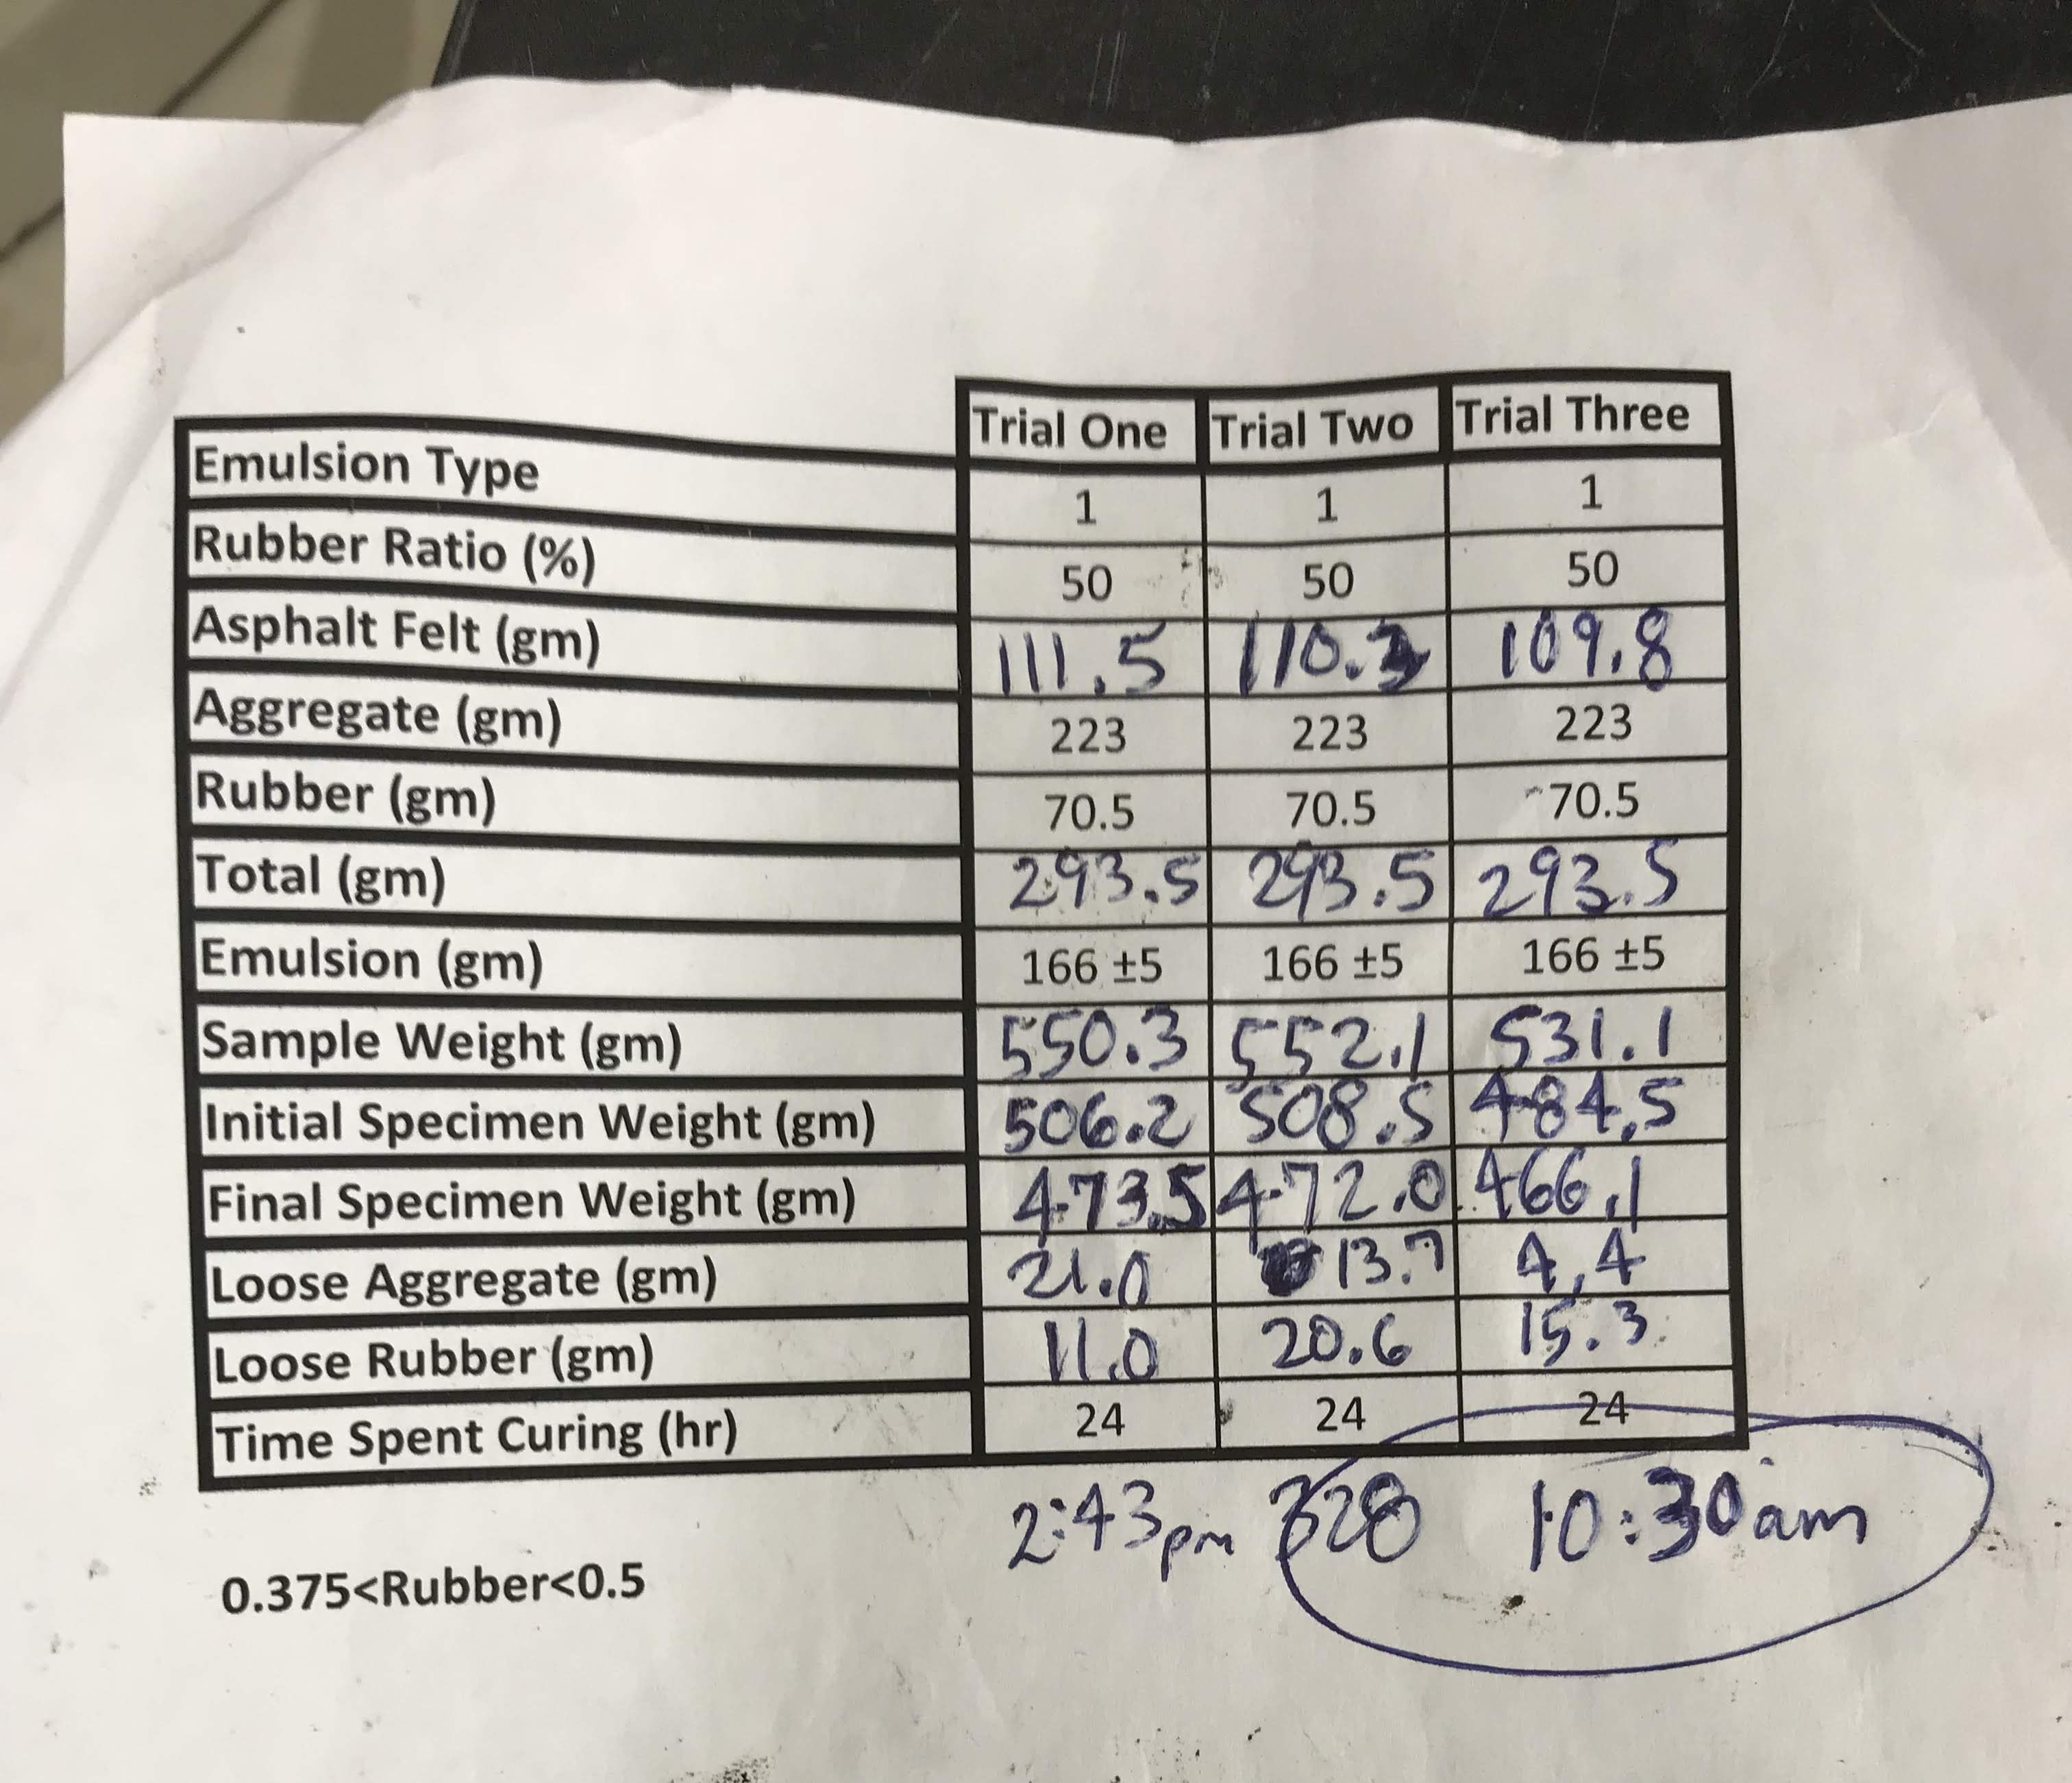 Trial One Trial Two Trial Three
Emulsion Type 1 1 1
Rubber Ratio (%) 50 50 50
Asphalt Felt (gm) 111.5 110.3 109.8
Aggregate (gm) 223 223 223
Rubber (gm) 70.5 70.5 70.5
Total (gm) 293.5 293.5 293.5
Emulsion (gm) 166 ±5 166 ±5 166 ±5
Sample Weight (gm) 550.3 552.1 531.1
Initial Specimen Weight (gm) 506.2 508.5 484.5
Final Specimen Weight (gm) 473.5 472.0 466.1
Loose Aggregate (gm) 21.0 13.7 4.4
Loose Rubber (gm) 11.0 20.6 15.3
Time Spent Curing (hr) 24 24 24
2:43pm 328 10:30am
0.375<Rubber<0.5